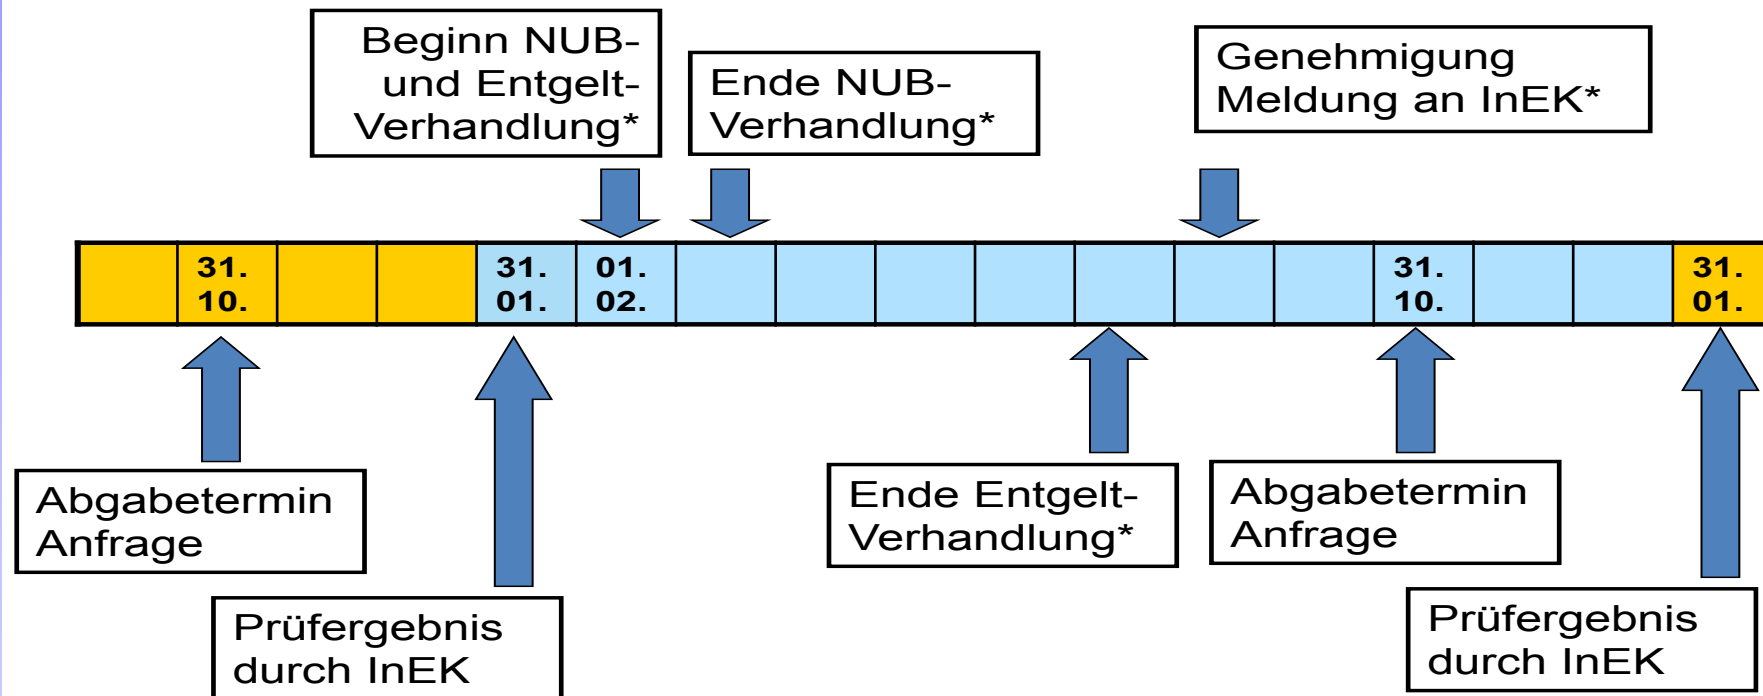 Beginn NUB-
und Entgelt-
Verhandlung*
Ende NUB-
Verhandlung*
Genehmigung
Meldung an InEK*
31.
10.
31.
01.
01.
02.
31.
10.
31.
01.
Abgabetermin
Anfrage
Prüfergebnis
durch InEK
Ende Entgelt-
Verhandlung*
Abgabetermin
Anfrage
Prüfergebnis
durch InEK